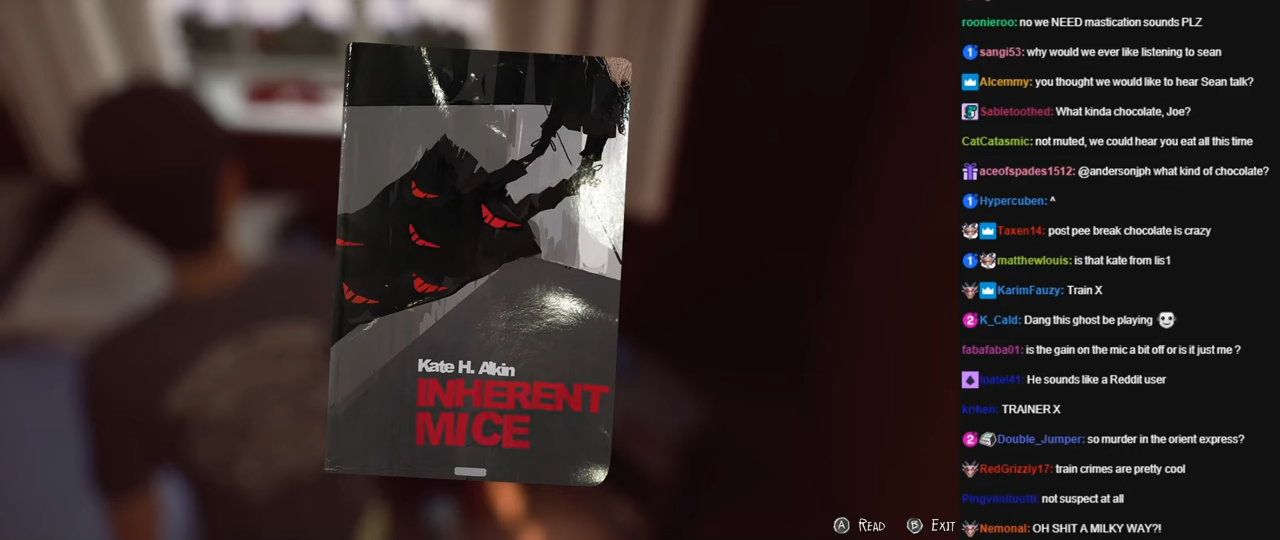 Kate H. Alkin
INHERENT
MICE
A READ B EXIT
roonieroo: no we NEED mastication sounds PLZ
1 sangi53: why would we ever like listening to sean
Alcemmy: you thought we would like to hear Sean talk?
Sabletoothed: What kinda chocolate, Joe?
CatCatasmic: not muted, we could hear you eat all this time
aceofspades1512: @andersonjph what kind of chocolate?
1 Hypercuben: ^
Taxen14: post pee break chocolate is crazy
1 matthewlouis: is that kate from lis1
KarimFauzy: Train X
2 K_Cald: Dang this ghost be playing
fabafaba01: is the gain on the mic a bit off or is it just me ?
He sounds like a Reddit user
TRAINER X
2 Double_Jumper: so murder in the orient express?
RedGrizzly17: train crimes are pretty cool
not suspect at all
Nemonal: OH SHIT A MILKY WAY?!